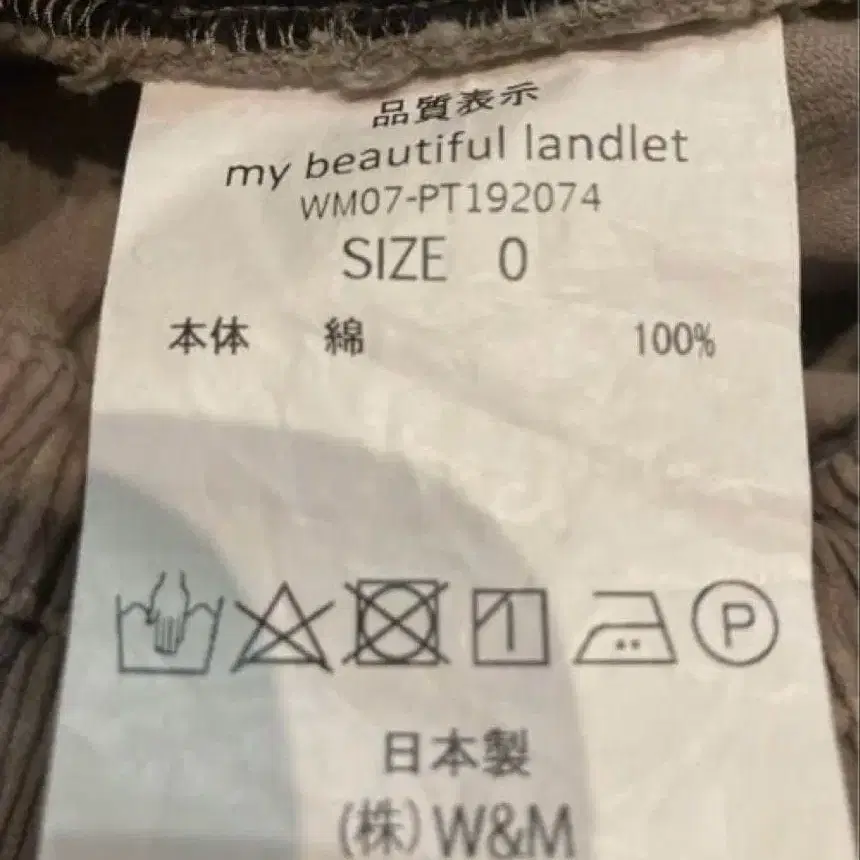 品質表示
my beautiful landlet
WM07-PT192074
SIZE 0
本体 綿 100%
P
日本製
(株)W&M